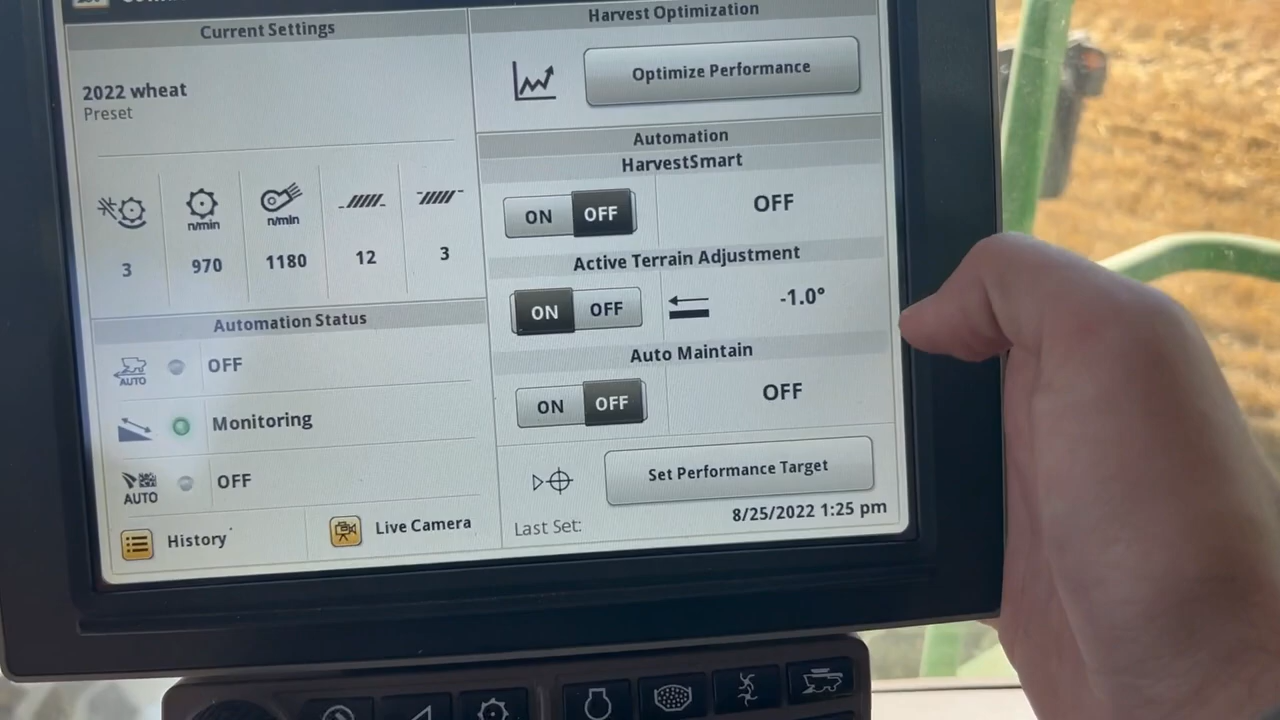 Current Settings
2022 wheat
Preset
n/min
n/min
3
970
1180
12
3
Automation Status
AUTO
OFF
Monitoring
AUTO
OFF
History
Live Camera
Harvest Optimization
Optimize Performance
Automation
HarvestSmart
ON OFF
OFF
Active Terrain Adjustment
ON OFF
-1.0°
Auto Maintain
ON OFF
OFF
Set Performance Target
Last Set:
8/25/2022 1:25 pm